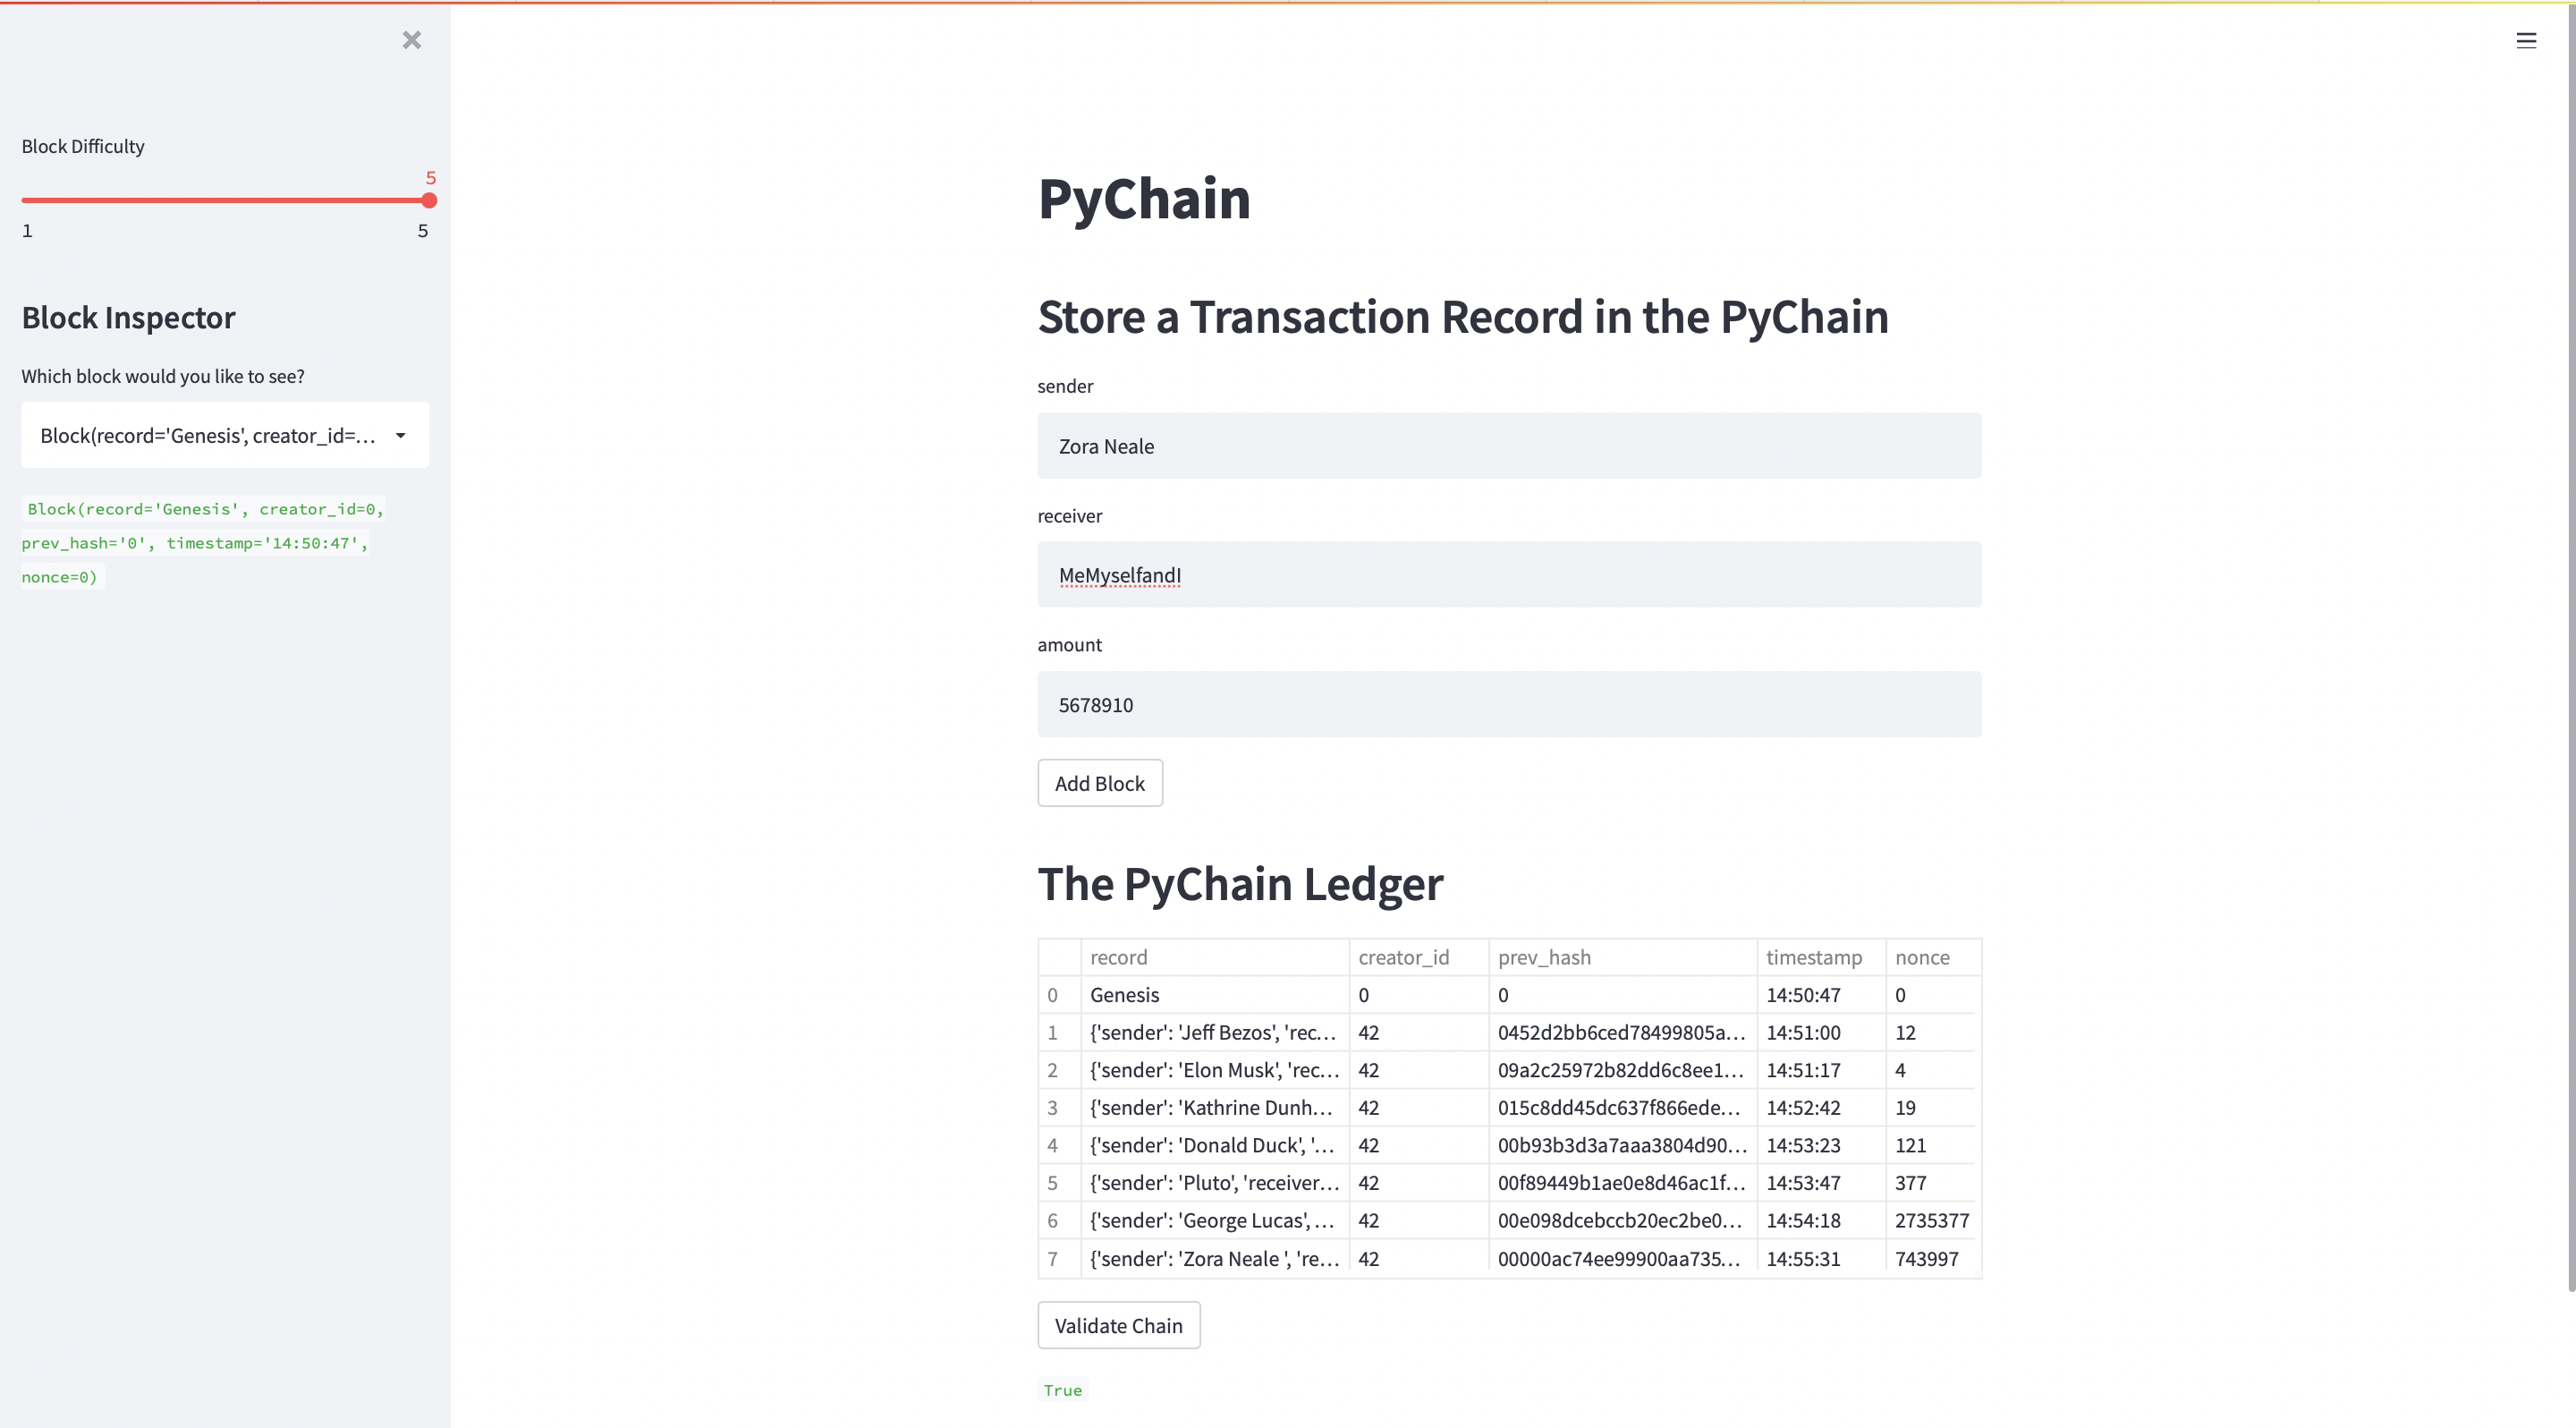 Block Difficulty
5
1 5
Block Inspector
Which block would you like to see?
Block(record='Genesis', creator_id=...
Block(record='Genesis', creator_id=0,
prev_hash='0', timestamp='14:50:47',
nonce=0)
PyChain
Store a Transaction Record in the PyChain
sender
Zora Neale
receiver
MeMyselfandI
amount
5678910
Add Block
The PyChain Ledger
record creator_id prev_hash timestamp nonce
0 Genesis 0 0 14:50:47 0
1 {'sender': 'Jeff Bezos', 'rec... 42 0452d2bb6ced78499805a... 14:51:00 12
2 {'sender': 'Elon Musk', 'rec... 42 09a2c25972b82dd6c8ee1... 14:51:17 4
3 {'sender': 'Kathrine Dunh... 42 015c8dd45dc637f866ede... 14:52:42 19
4 {'sender': 'Donald Duck', '... 42 00b93b3d3a7aaa3804d90... 14:53:23 121
5 {'sender': 'Pluto', 'receiver... 42 00f89449b1ae0e8d46ac1f... 14:53:47 377
6 {'sender': 'George Lucas', ... 42 00e098dcebccb20ec2be0... 14:54:18 2735377
7 {'sender': 'Zora Neale ', 're... 42 00000ac74ee99900aa735... 14:55:31 743997
Validate Chain
True